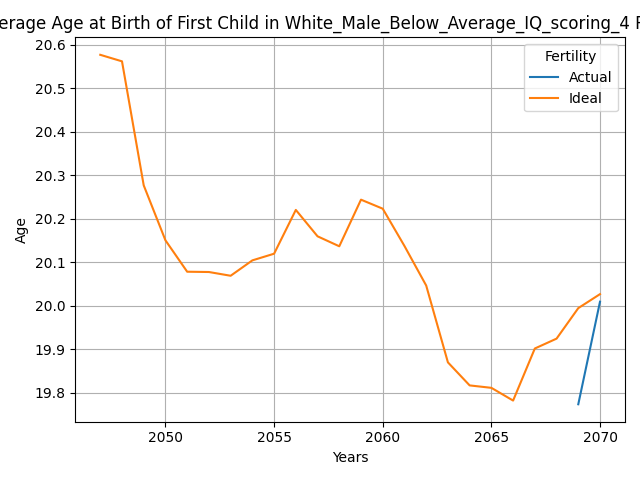 erage Age at Birth of First Child in White_Male_Below_Average_IQ_scoring_4
Fertility
Actual
Ideal
20.6
20.5
20.4
20.3
20.2
20.1
20.0
19.9
19.8
Age
2050 2055 2060 2065 2070
Years